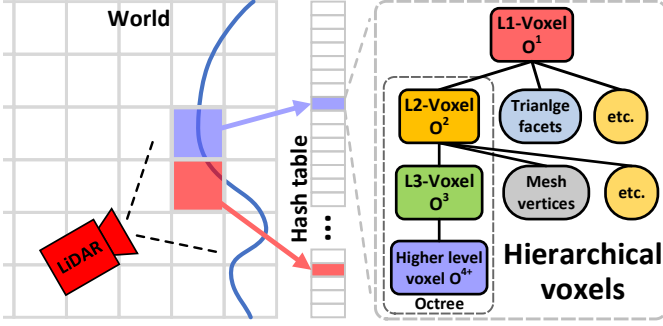 World
LiDAR
Hash table
...
L1-Voxel
O¹
L2-Voxel
O²
Trianlge
facets
etc.
L3-Voxel
O³
Mesh
vertices
etc.
Higher level
voxel O⁴⁺
Octree
Hierarchical
voxels